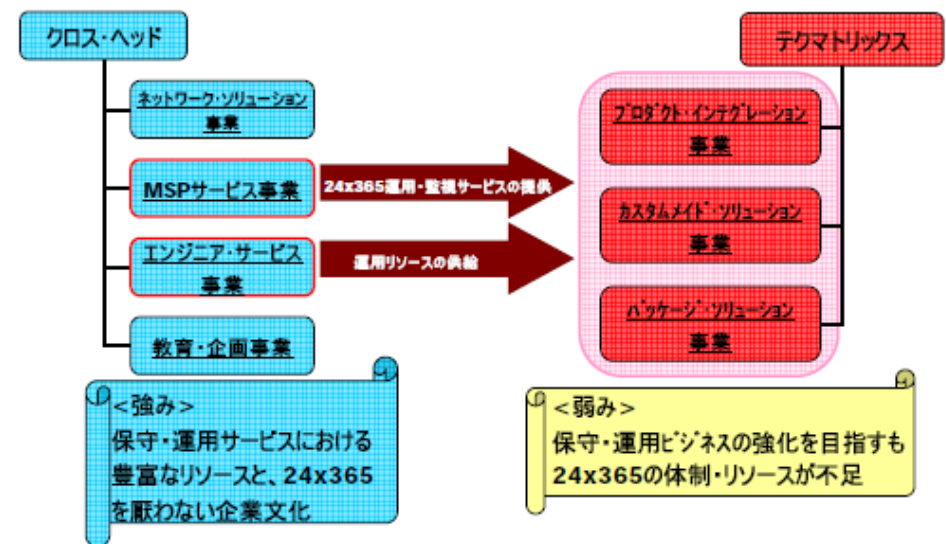 クロス・ヘッド
ネットワーク・ソリューション
事業
MSPサービス事業
エンジニア・サービス
事業
教育・企画事業
24x365運用・監視サービスの提供
運用リソースの供給
テクマトリックス
プロダクト・インテグレーション
事業
カスタムメイド・ソリューション
事業
パッケージ・ソリューション
事業
<強み>
保守・運用サービスにおける
豊富なリソースと、24x365
を厭わない企業文化
<弱み>
保守・運用ビジネスの強化を目指すも
24x365の体制・リソースが不足